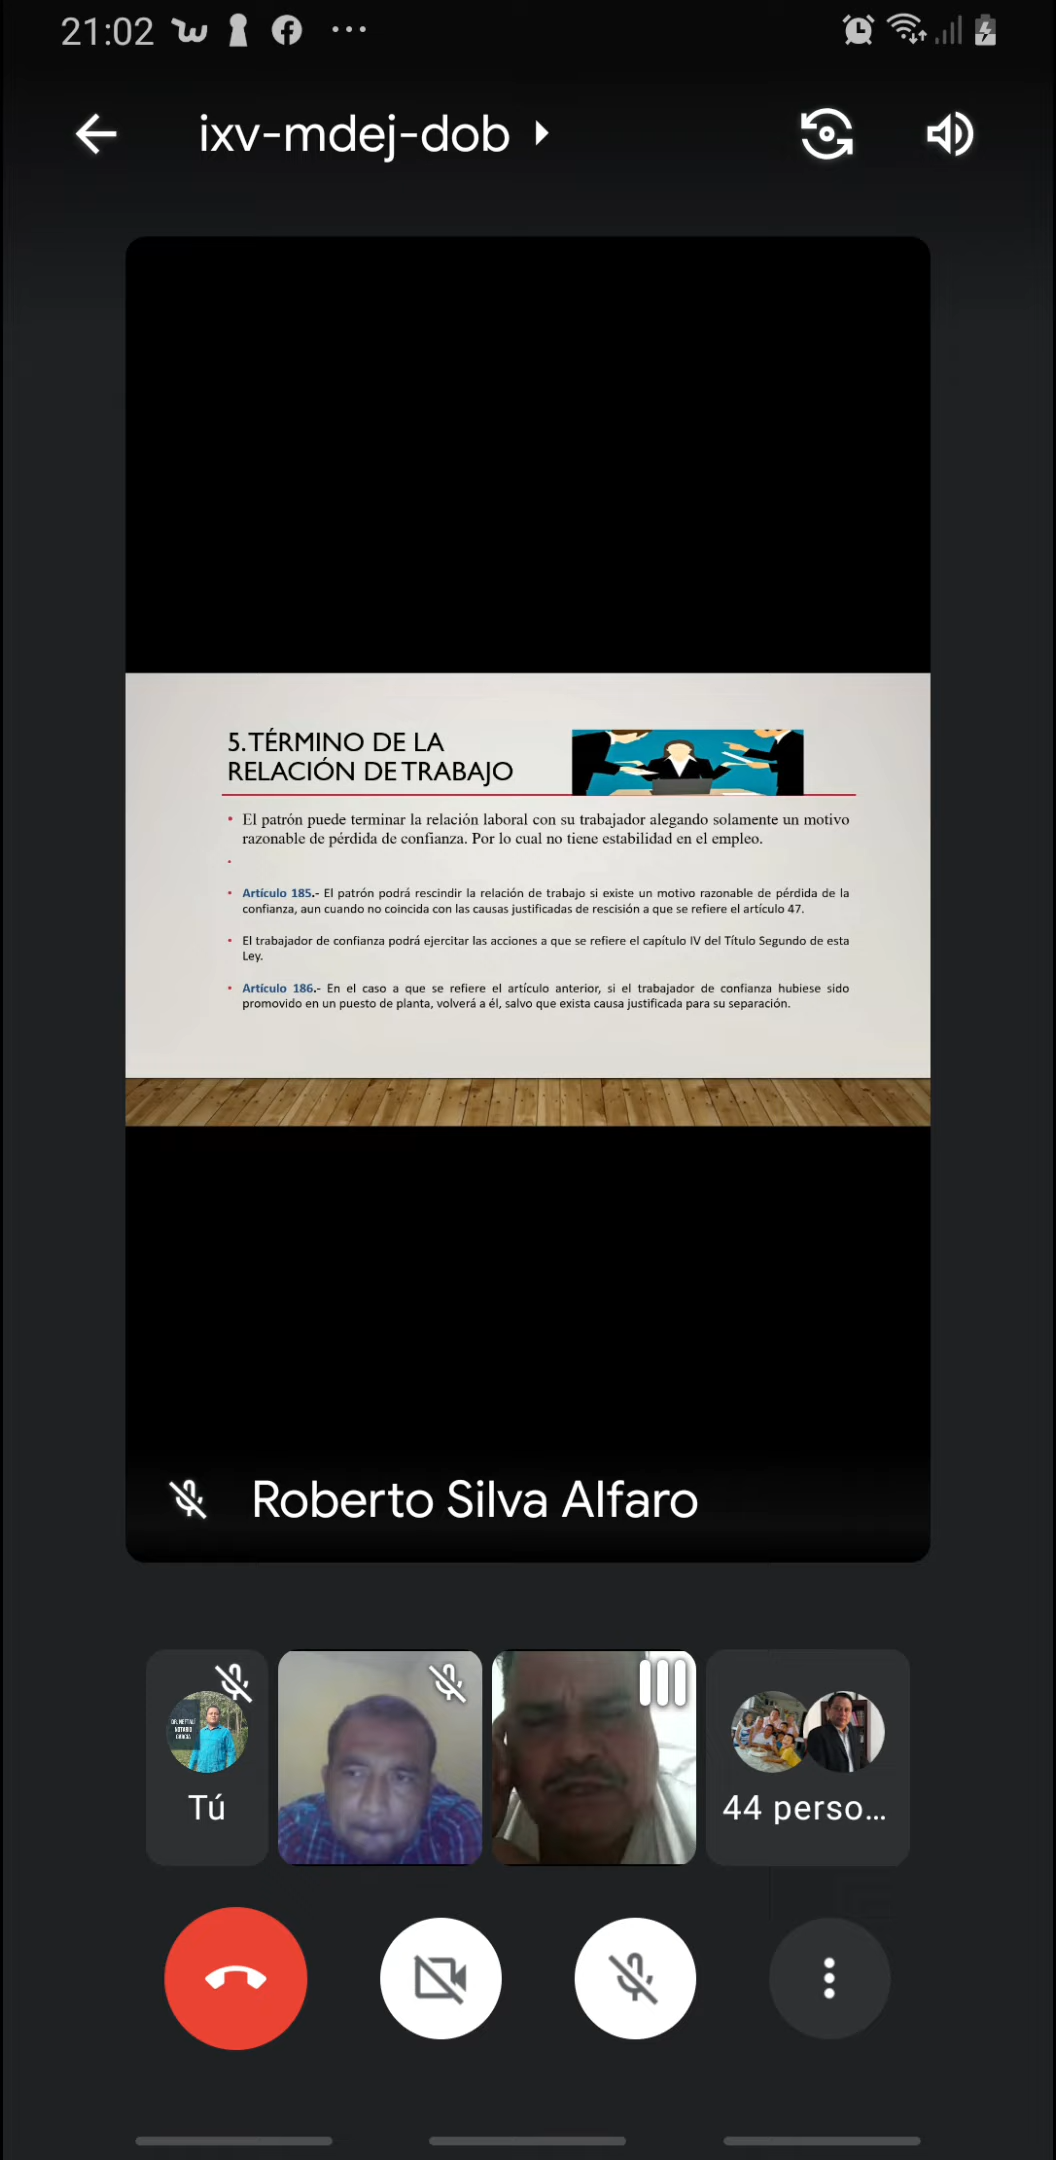 21:02
ixv-mdej-dob
5. TÉRMINO DE LA
RELACIÓN DE TRABAJO
• El patrón puede terminar la relación laboral con su trabajador alegando solamente un motivo
razonable de pérdida de confianza. Por lo cual no tiene estabilidad en el empleo.
•
• Artículo 185.- El patrón podrá rescindir la relación de trabajo si existe un motivo razonable de pérdida de la
confianza, aun cuando no coincida con las causas justificadas de rescisión a que se refiere el artículo 47.
• El trabajador de confianza podrá ejercitar las acciones a que se refiere el capítulo IV del Título Segundo de esta
Ley.
• Artículo 186.- En el caso a que se refiere el artículo anterior, si el trabajador de confianza hubiese sido
promovido en un puesto de planta, volverá a él, salvo que exista causa justificada para su separación.
Roberto Silva Alfaro
DR. NEFTALI
NOTARIO
GARCIA
Tú
44 perso...